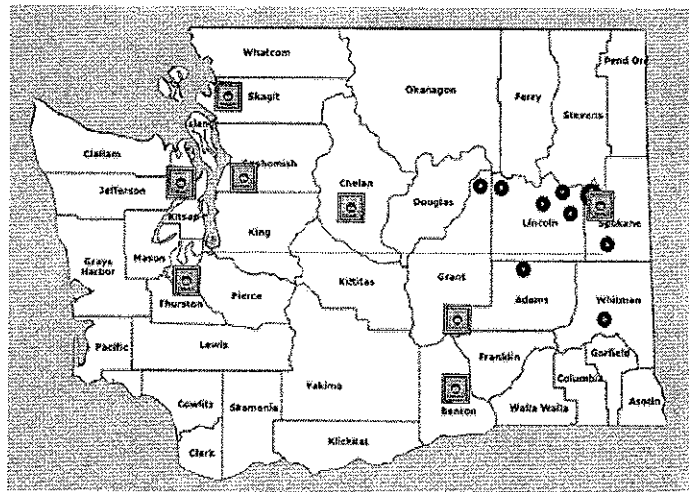 Whatcom
Pend Ore
Okanagon
Ferry
Stevens
Skagit
Island
Clallam
Snohomish
Chelan
Jefferson
Douglas
Kitsap
Lincoln
Spokane
King
Mason
Grays
Harbor
Kittitas
Grant
Pierce
Adams
Whitman
Thurston
Pacific
Lewis
Franklin
Garfield
Columbia
Yakima
Benton
Cowlitz
Skamania
Walla Walla
Asotin
Klickitat
Clark